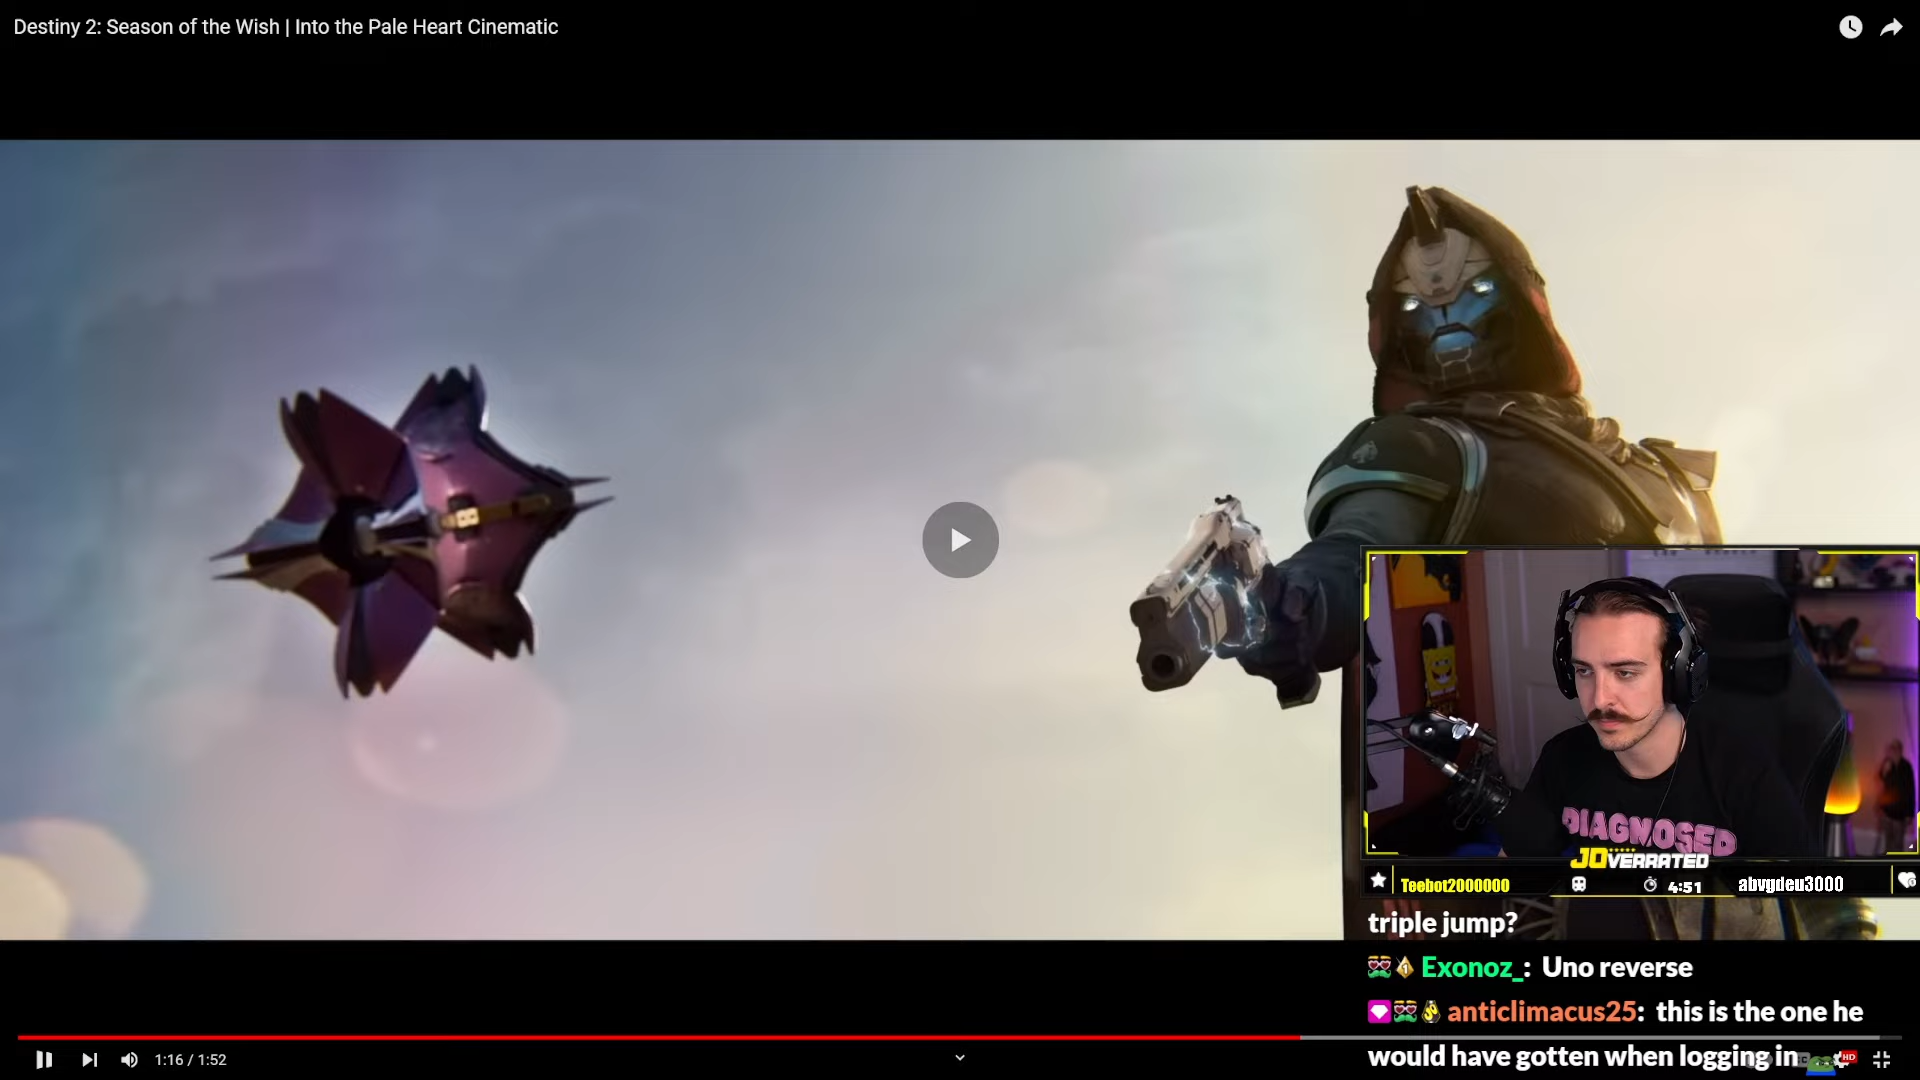 Destiny 2: Season of the Wish | Into the Pale Heart Cinematic
DIAGNOSED
JOVERRATED
Teebot2000000
4:51
abvgdeu3000
triple jump?
Exonoz_: Uno reverse
anticlimacus25: this is the one he
would have gotten when logging in
1:16 / 1:52
HD